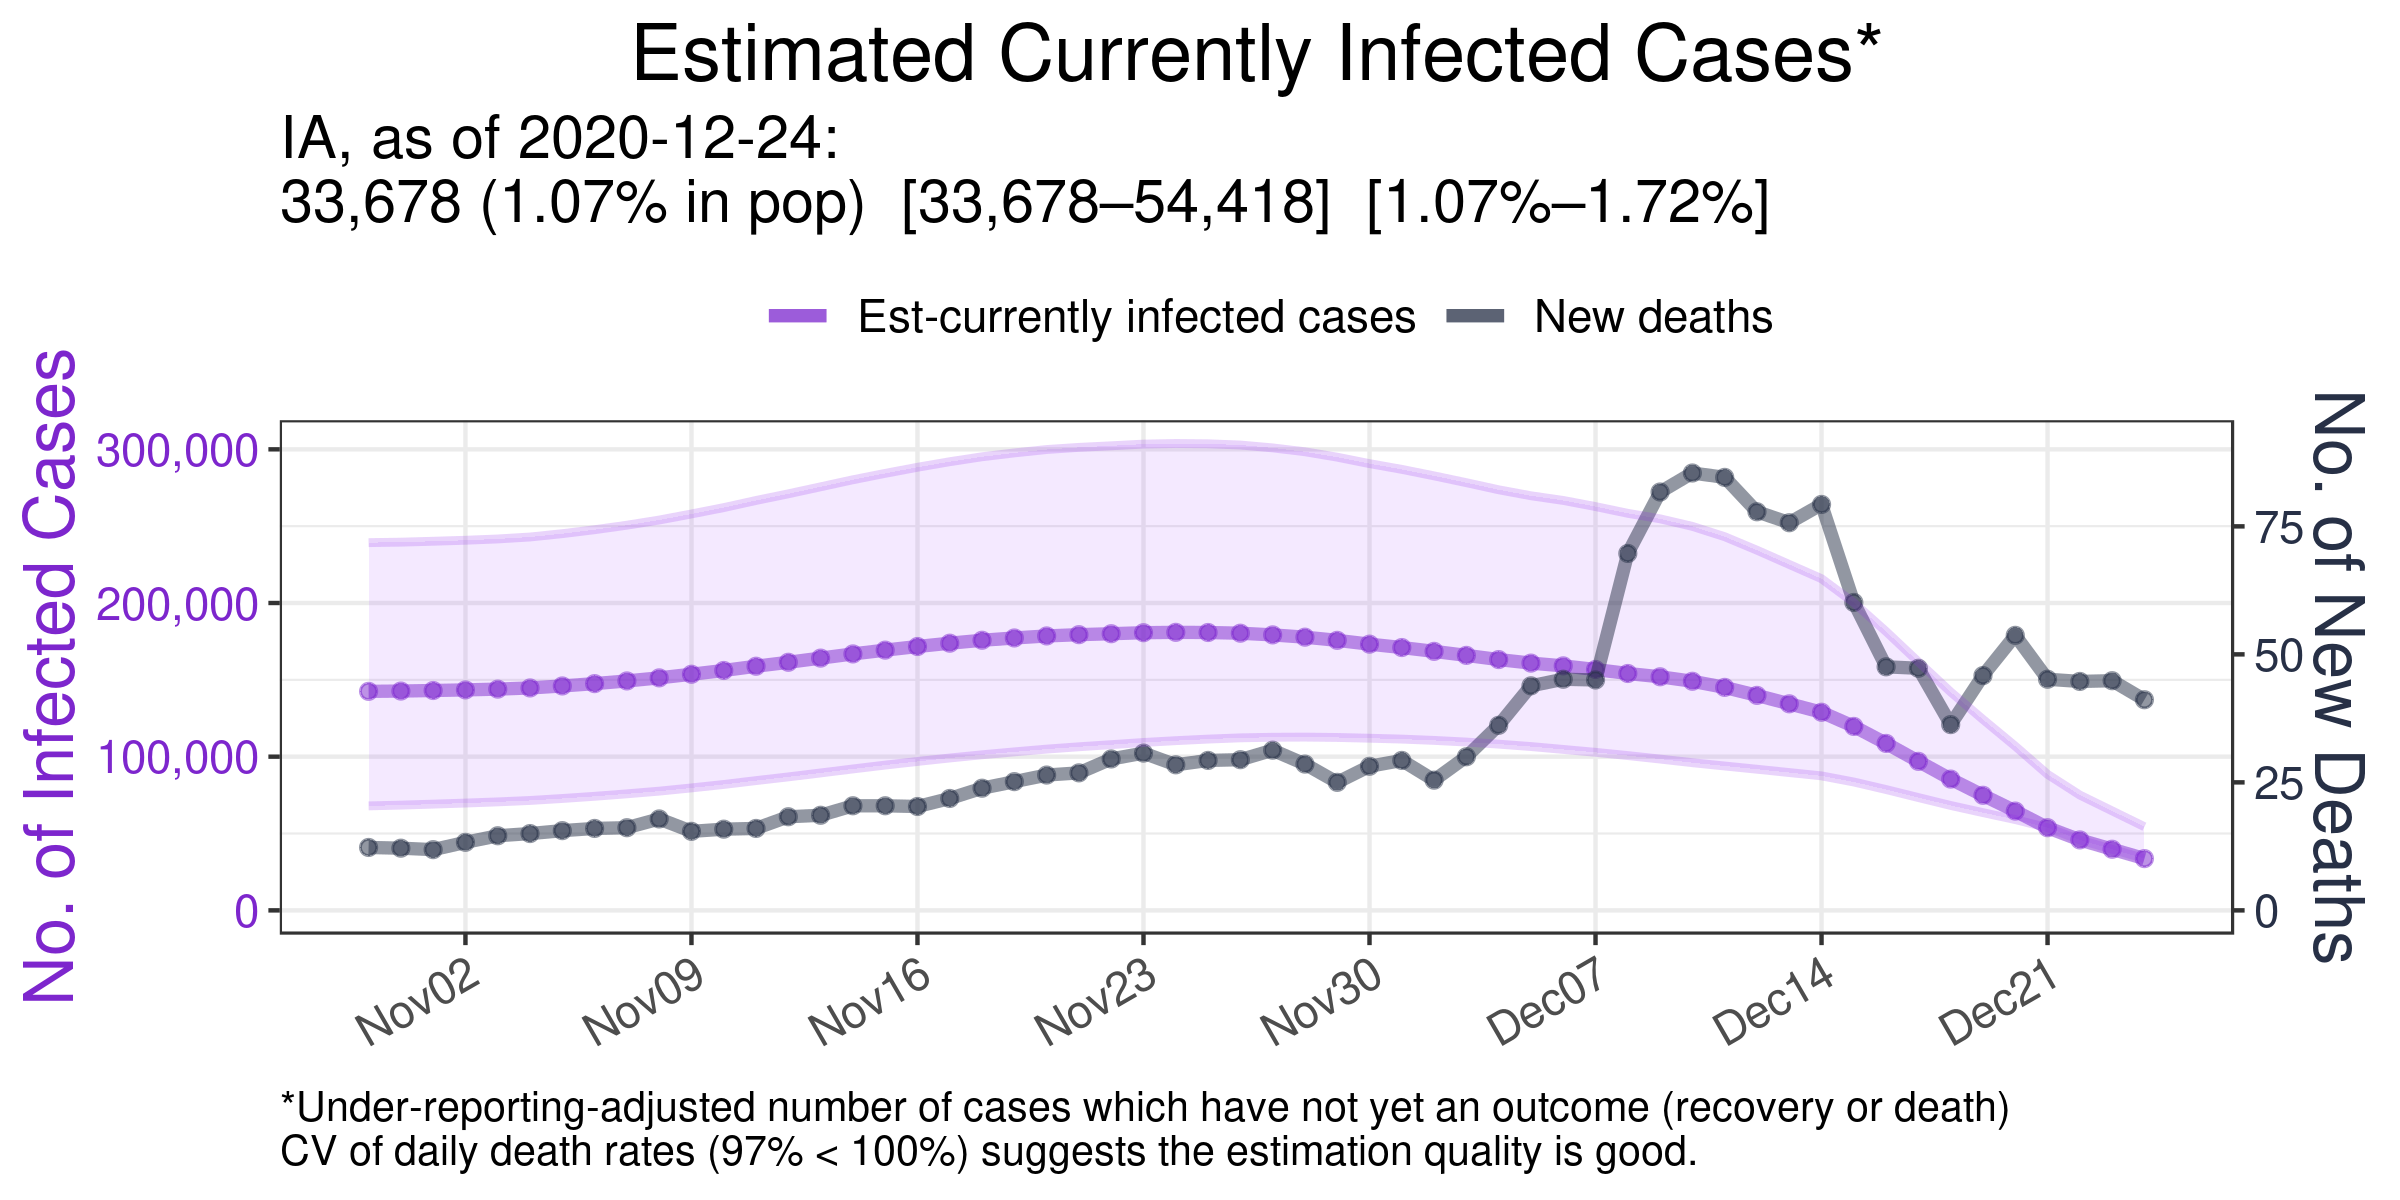 Estimated Currently Infected Cases*
IA, as of 2020-12-24:
33,678 (1.07% in pop)  [33,678–54,418]  [1.07%–1.72%]
Est-currently infected cases
New deaths
No. of Infected Cases
300,000
200,000
100,000
0
No. of New Deaths
75
50
25
0
Nov02
Nov09
Nov16
Nov23
Nov30
Dec07
Dec14
Dec21
*Under-reporting-adjusted number of cases which have not yet an outcome (recovery or death)
CV of daily death rates (97% < 100%) suggests the estimation quality is good.